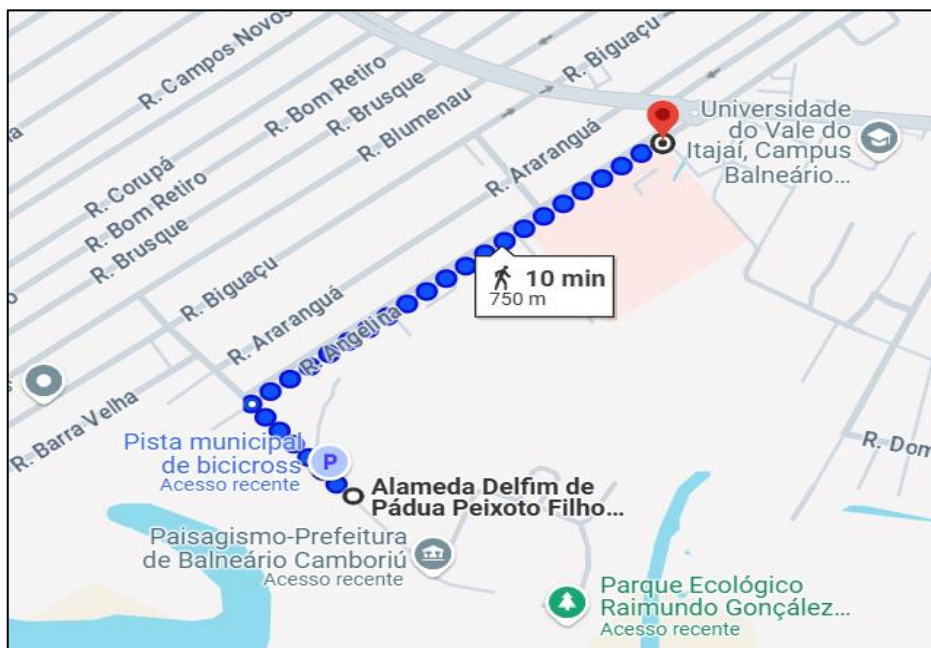 R. Campos Novos
R. Biguaçu
R. Bom Retiro
R. Brusque
R. Blumenau
Universidade
do Vale do
Itajaí, Campus
Balneário...
R. Araranguá
R. Corupá
R. Bom Retiro
R. Brusque
10 min
750 m
R. Biguaçu
R. Araranguá
R. Angelina
R. Barra Velha
R. Dom
Pista municipal
de bicicross
Acesso recente
P
Alameda Delfim de
Pádua Peixoto Filho...
Paisagismo-Prefeitura
de Balneário Camboriú
Acesso recente
Parque Ecológico
Raimundo Gonçález...
Acesso recente